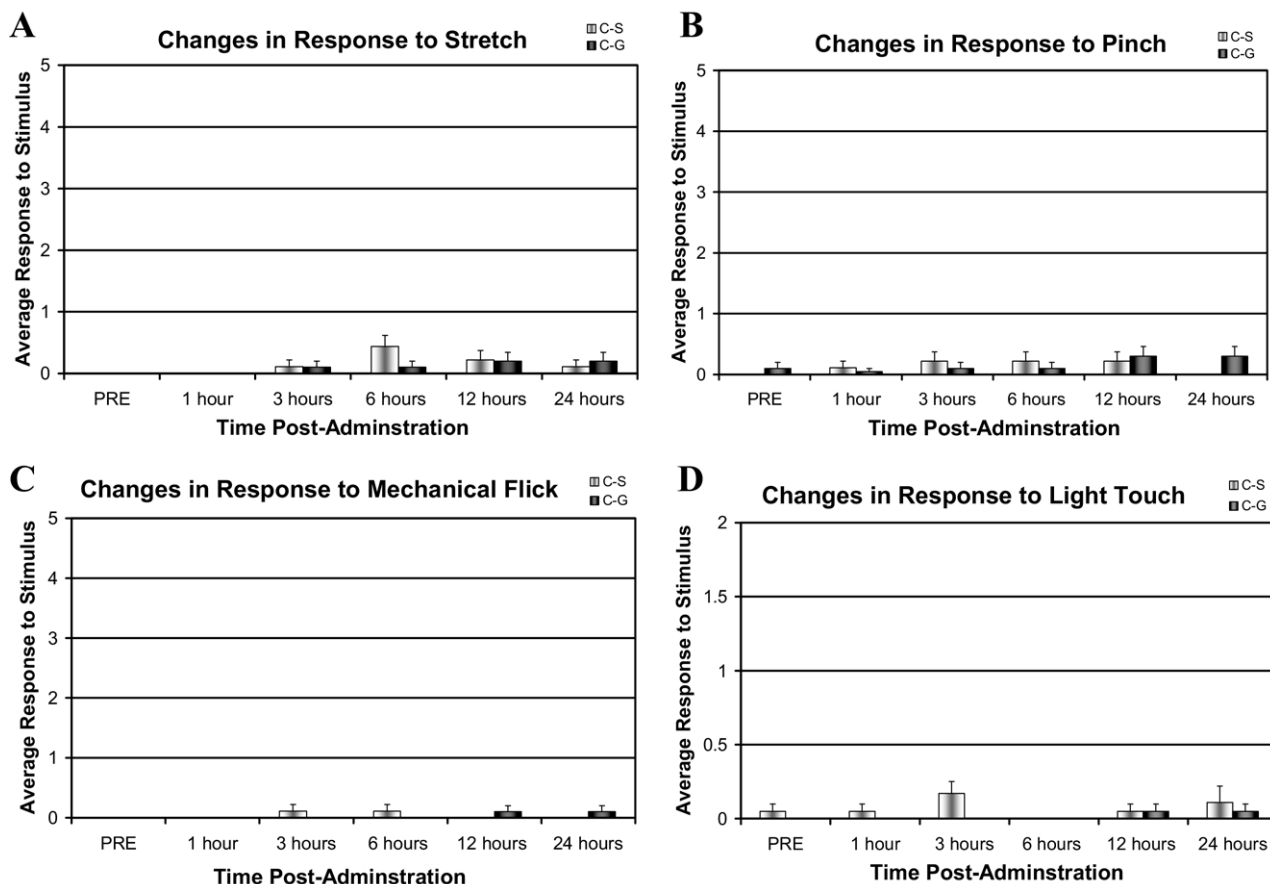 A
Changes in Response to Stretch
C-S
C-G
Average Response to Stimulus
5
4
3
2
1
0
PRE 1 hour 3 hours 6 hours 12 hours 24 hours
Time Post-Adminstration
B
Changes in Response to Pinch
C-S
C-G
Average Response to Stimulus
5
4
3
2
1
0
PRE 1 hour 3 hours 6 hours 12 hours 24 hours
Time Post-Adminstration
C
Changes in Response to Mechanical Flick
C-S
C-G
Average Response to Stimulus
5
4
3
2
1
0
PRE 1 hour 3 hours 6 hours 12 hours 24 hours
Time Post-Adminstration
D
Changes in Response to Light Touch
C-S
C-G
Average Response to Stimulus
2
1.5
1
0.5
0
PRE 1 hour 3 hours 6 hours 12 hours 24 hours
Time Post-Adminstration